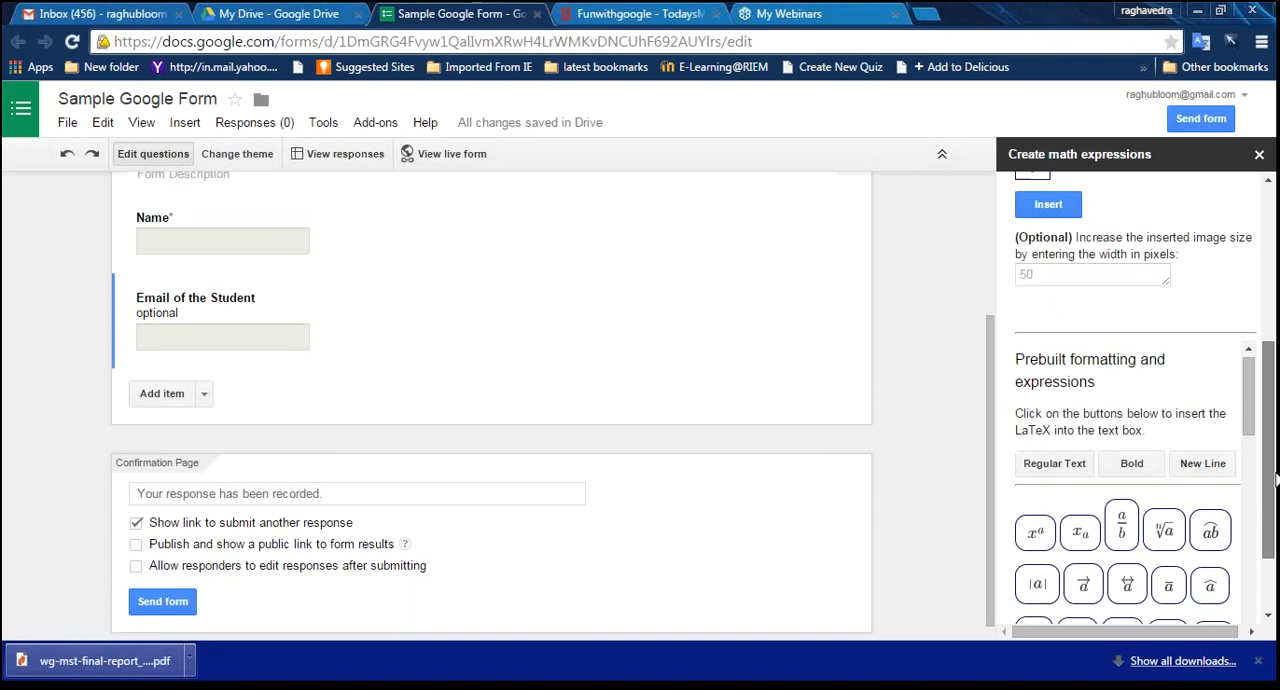 Inbox (456) - raghubloom
My Drive - Google Drive
Sample Google Form - Go
Funwithgoogle - TodaysM
My Webinars
raghavedra
https://docs.google.com/forms/d/1DmGRG4Fvyw1QalIvmXRwH4LrWMKvDNCUhF692AUYlrs/edit
Apps
New folder
http://in.mail.yahoo....
Suggested Sites
Imported From IE
latest bookmarks
E-Learning@RIEM
Create New Quiz
+ Add to Delicious
»
Other bookmarks
Sample Google Form
raghubloom@gmail.com
File Edit View Insert Responses (0) Tools Add-ons Help All changes saved in Drive
Send form
Edit questions Change theme View responses View live form
Create math expressions
Form Description
Name*
Email of the Student
optional
Add item
Confirmation Page
Your response has been recorded.
Show link to submit another response
Publish and show a public link to form results ?
Allow responders to edit responses after submitting
Send form
Insert
(Optional) Increase the inserted image size
by entering the width in pixels:
50
Prebuilt formatting and
expressions
Click on the buttons below to insert the
LaTeX into the text box.
Regular Text Bold New Line
xᵃ xₐ a/b ⁿ√a ab
|a| a a a a
wg-mst-final-report_....pdf
Show all downloads...